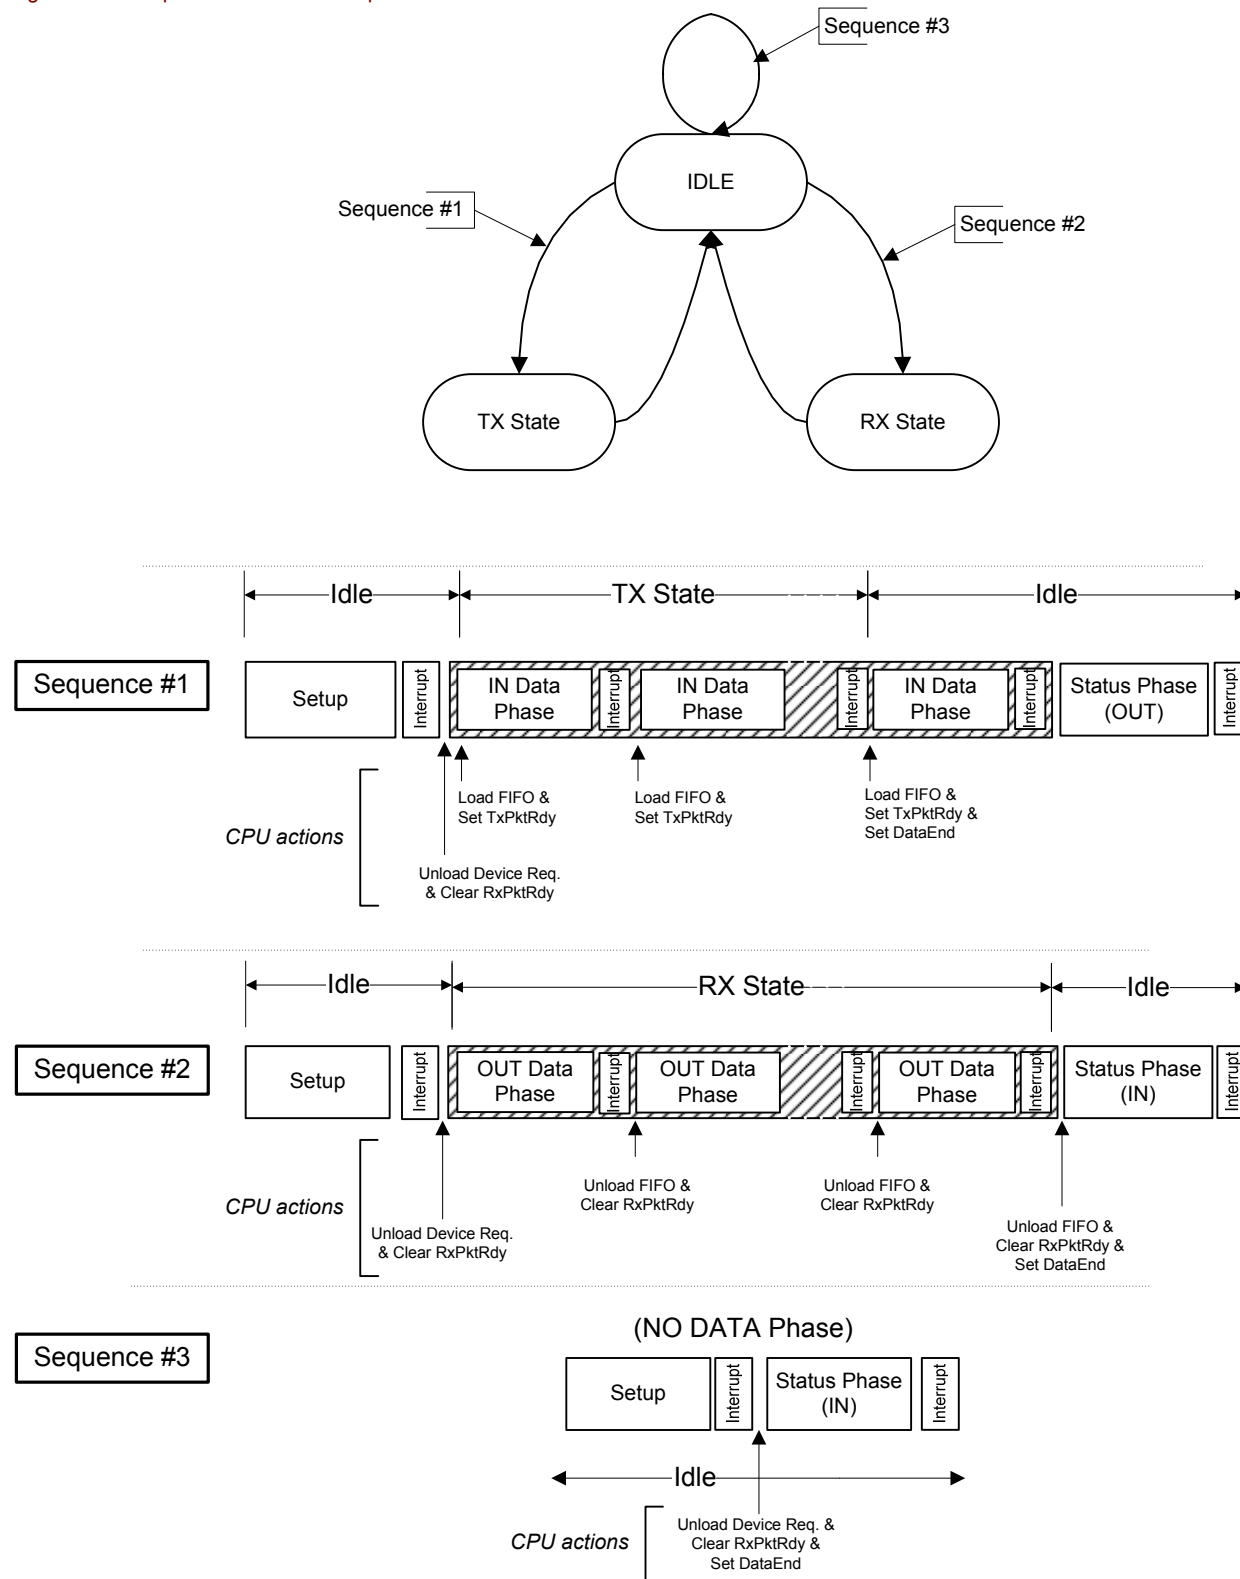 Sequence #3
IDLE
Sequence #1
Sequence #2
TX State
RX State
Idle
TX State
Idle
Sequence #1
Setup
Interrupt
IN Data
Phase
Interrupt
IN Data
Phase
Interrupt
IN Data
Phase
Interrupt
Status Phase
(OUT)
Interrupt
CPU actions
Load FIFO &
Set TxPktRdy
Load FIFO &
Set TxPktRdy
Load FIFO &
Set TxPktRdy &
Set DataEnd
Unload Device Req.
& Clear RxPktRdy
Idle
RX State
Idle
Sequence #2
Setup
Interrupt
OUT Data
Phase
Interrupt
OUT Data
Phase
Interrupt
OUT Data
Phase
Interrupt
Status Phase
(IN)
Interrupt
CPU actions
Unload Device Req.
& Clear RxPktRdy
Unload FIFO &
Clear RxPktRdy
Unload FIFO &
Clear RxPktRdy
Unload FIFO &
Clear RxPktRdy &
Set DataEnd
(NO DATA Phase)
Sequence #3
Setup
Interrupt
Status Phase
(IN)
Interrupt
Idle
CPU actions
Unload Device Req. &
Clear RxPktRdy &
Set DataEnd